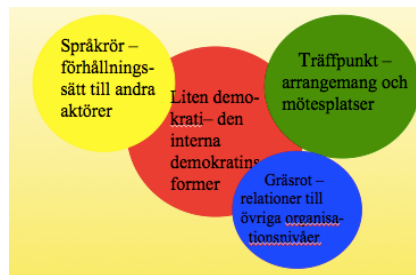 Språkrör –
förhållnings-
sätt till andra
aktörer
Träffpunkt –
arrangemang och
mötesplatser
Liten demo-
krati– den
interna
demokratins
former
Gräsrot –
relationer till
övriga organisa-
tionsnivåer